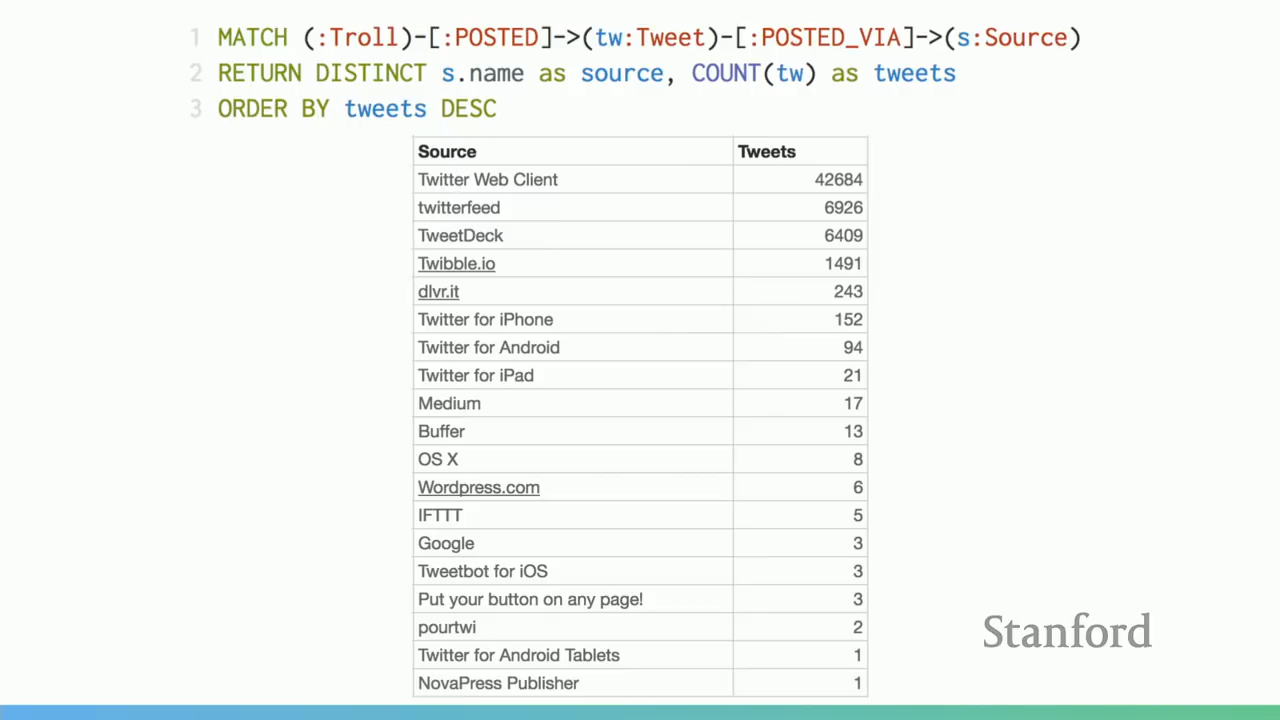 1 MATCH (:Troll)-[:POSTED]->(tw:Tweet)-[:POSTED_VIA]->(s:Source)
2 RETURN DISTINCT s.name as source, COUNT(tw) as tweets
3 ORDER BY tweets DESC
Source Tweets
Twitter Web Client 42684
twitterfeed 6926
TweetDeck 6409
Twibble.io 1491
dlvr.it 243
Twitter for iPhone 152
Twitter for Android 94
Twitter for iPad 21
Medium 17
Buffer 13
OS X 8
Wordpress.com 6
IFTTT 5
Google 3
Tweetbot for iOS 3
Put your button on any page! 3
pourtwi 2
Twitter for Android Tablets 1
NovaPress Publisher 1
Stanford